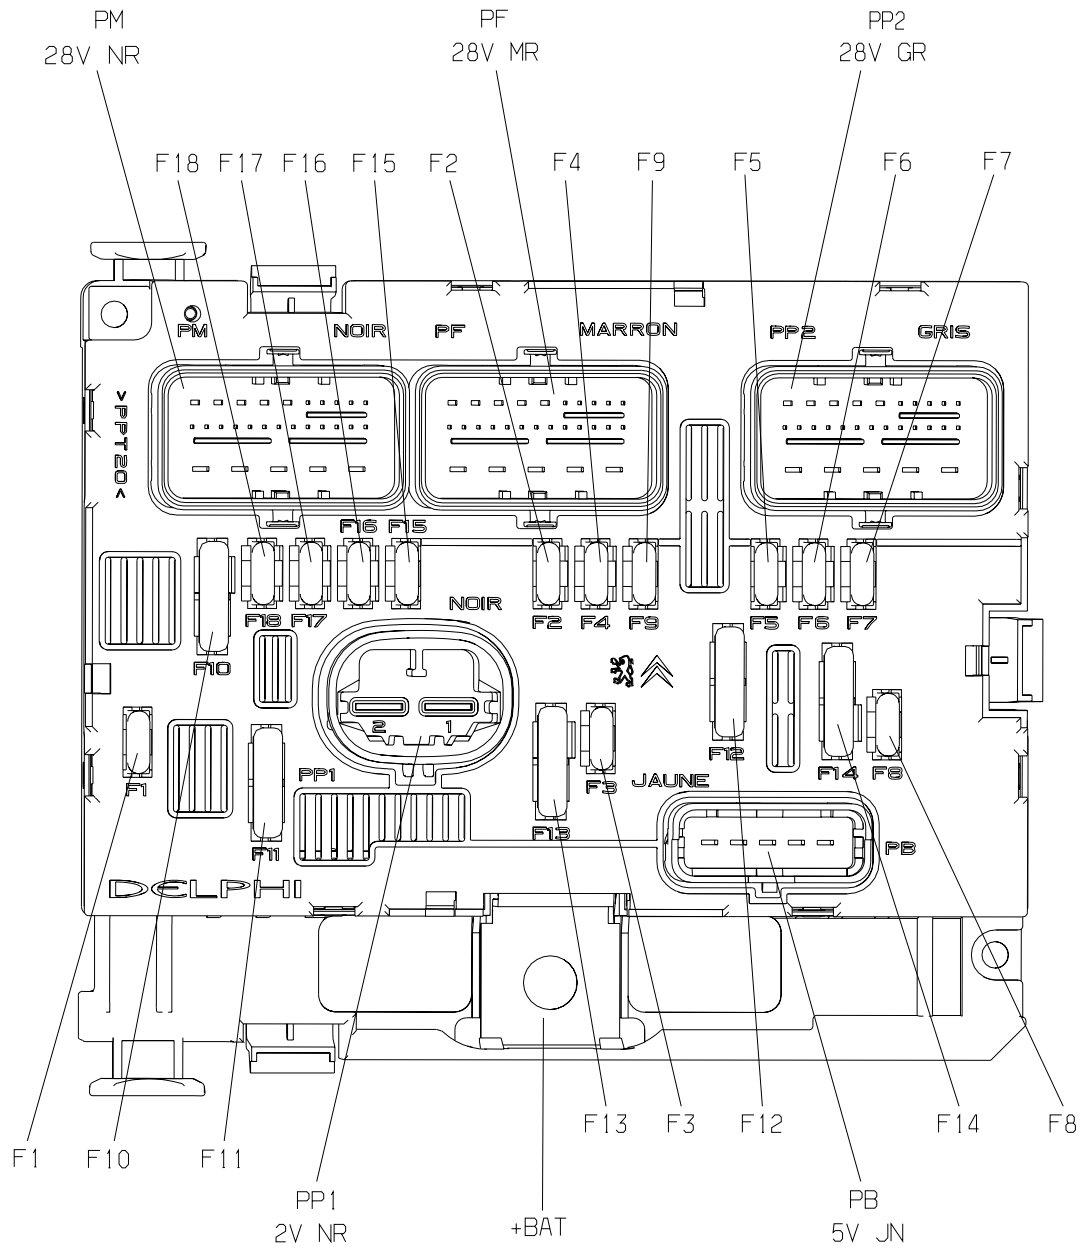 PM
28V NR
PF
28V MR
PP2
28V GR
F18
F17
F16
F15
F2
F4
F9
F5
F6
F7
PM
NOIR
PF
MARRON
PP2
GRIS
>PPT20<
F16
F15
F18
F17
F2
F4
F9
F5
F6
F7
NOIR
F10
2
1
F1
F12
F14
F8
PP1
F3
JAUNE
F13
F11
PB
DELPHI
F13
F3
F12
F14
F8
F1
F10
F11
PP1
2V NR
+BAT
PB
5V JN